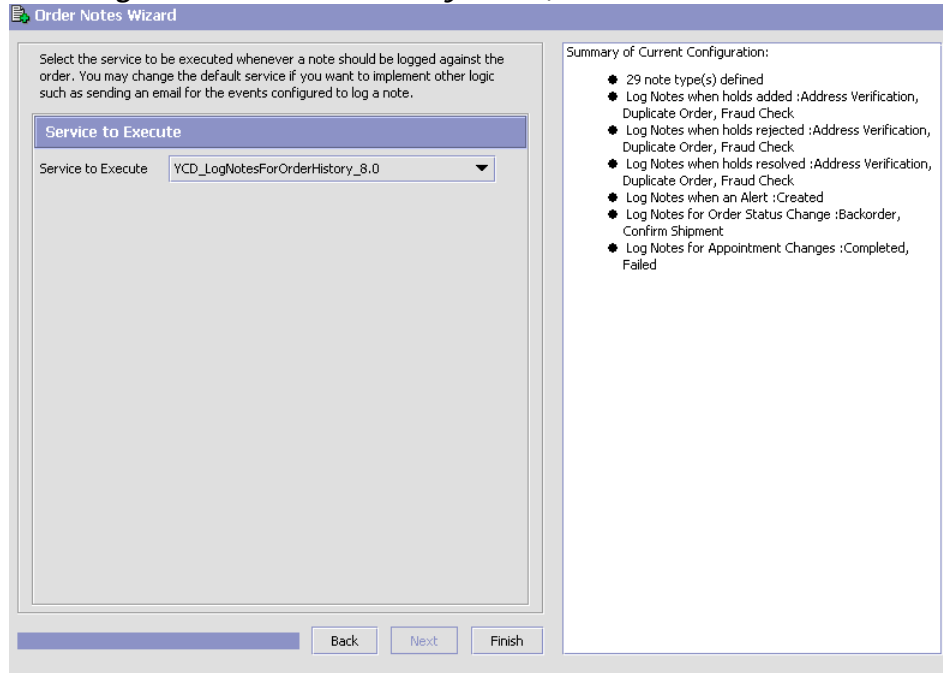 Order Notes Wizard
Select the service to be executed whenever a note should be logged against the
order. You may change the default service if you want to implement other logic
such as sending an email for the events configured to log a note.
Service to Execute
Service to Execute YCD_LogNotesForOrderHistory_8.0
Back Next Finish
Summary of Current Configuration:
29 note type(s) defined
Log Notes when holds added :Address Verification,
Duplicate Order, Fraud Check
Log Notes when holds rejected :Address Verification,
Duplicate Order, Fraud Check
Log Notes when holds resolved :Address Verification,
Duplicate Order, Fraud Check
Log Notes when an Alert :Created
Log Notes for Order Status Change :Backorder,
Confirm Shipment
Log Notes for Appointment Changes :Completed,
Failed